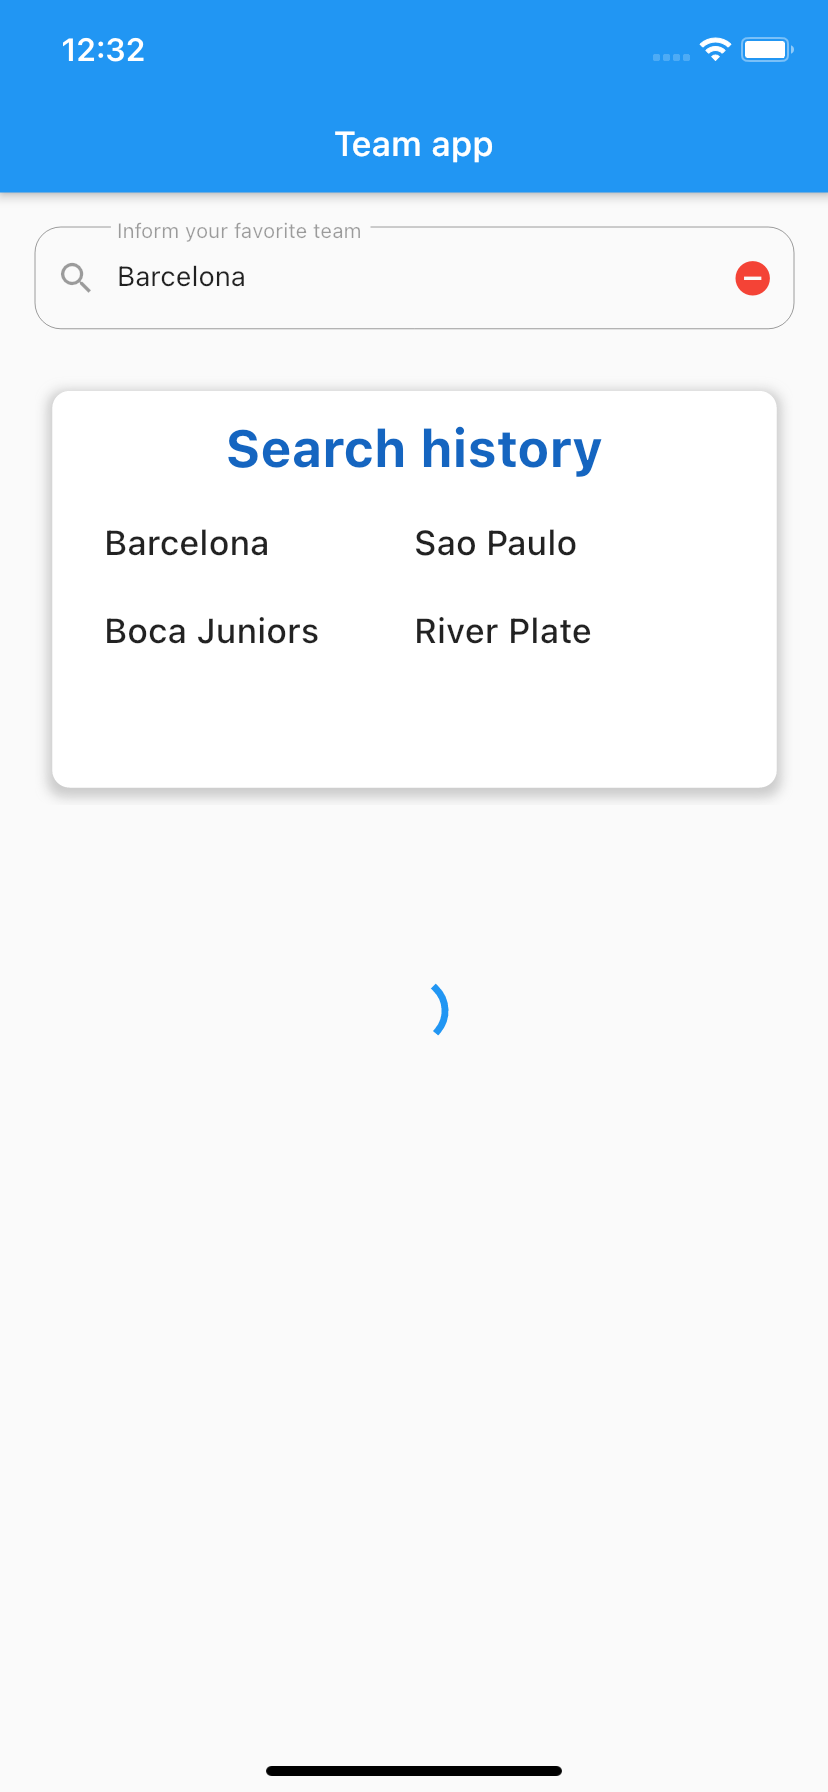 12:32
Team app
Inform your favorite team
Barcelona
Search history
Barcelona Sao Paulo
Boca Juniors River Plate